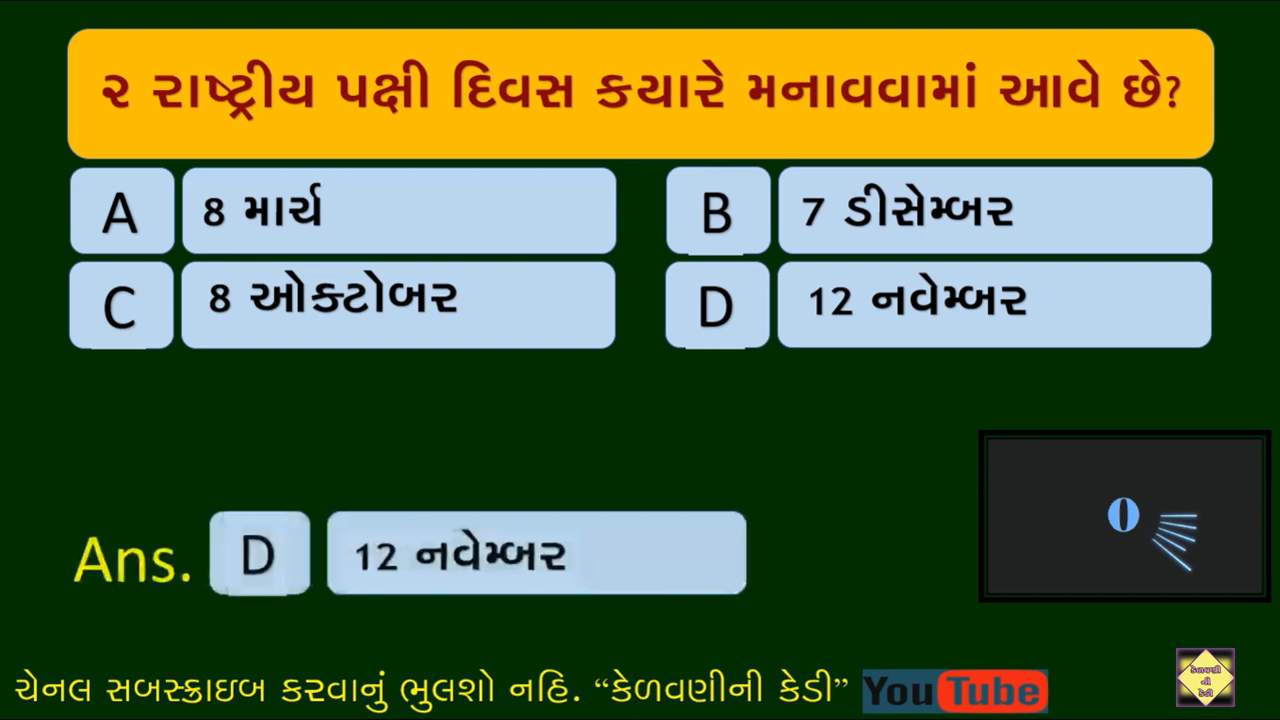 ૨ રાષ્ટ્રીય પક્ષી દિવસ કયારે મનાવવામાં આવે છે?
A 8 માર્ચ
B 7 ડીસેમ્બર
C 8 ઓક્ટોબર
D 12 નવેમ્બર
0
Ans. D 12 નવેમ્બર
ચેનલ સબસ્ક્રાઇબ કરવાનું ભુલશો નહિ. “કેળવણીની કેડી” YouTube
કેળવણી
ની
કેડી